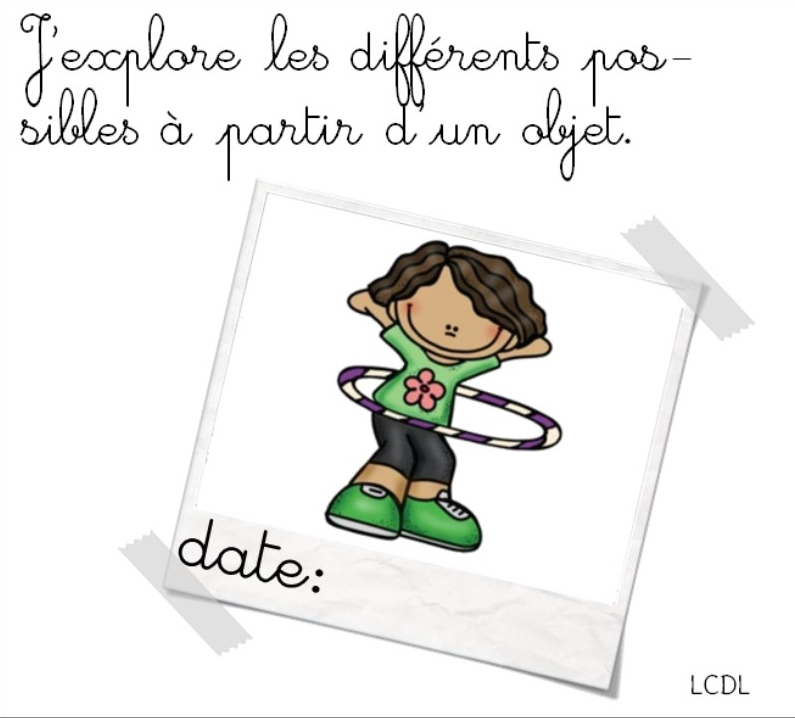 J'explore les différents pos-
sibles à partir d'un objet.
date:
LCDL